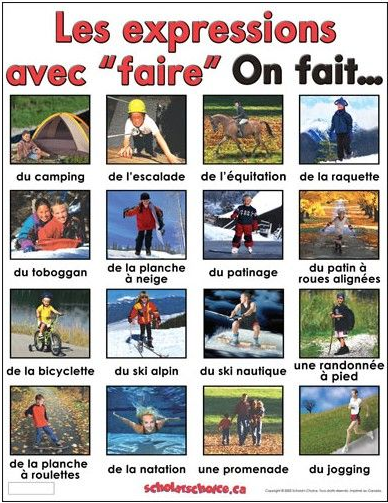 Les expressions
avec "faire" On fait...
du camping
de l'escalade
de l'équitation
de la raquette
du toboggan
de la planche
à neige
du patinage
du patin à
roues alignées
de la bicyclette
du ski alpin
du ski nautique
une randonnée
à pied
de la planche
à roulettes
de la natation
une promenade
du jogging
scholarschoice.ca